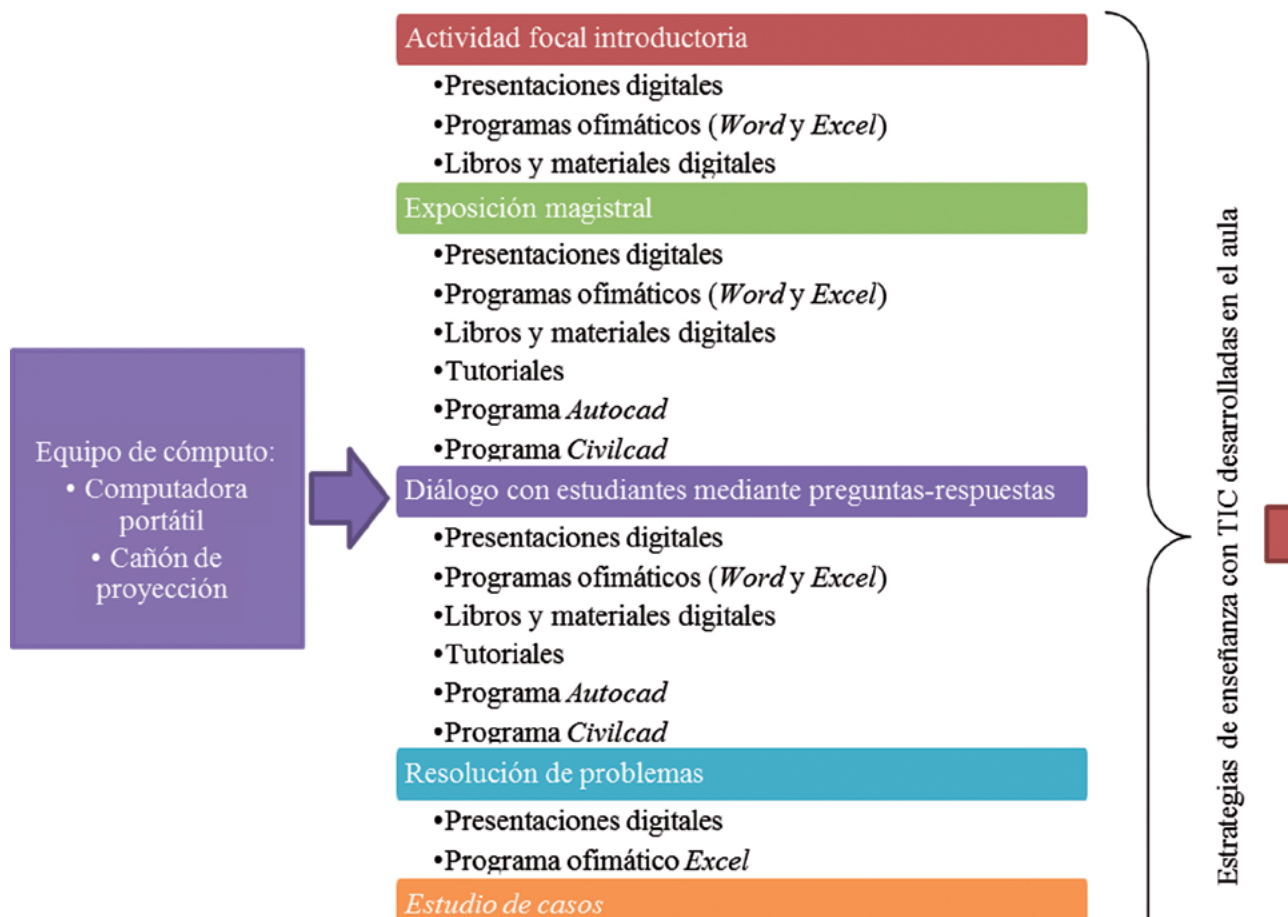 Equipo de cómputo:
• Computadora
portátil
• Cañón de
proyección
Actividad focal introductoria
•Presentaciones digitales
•Programas ofimáticos (Word y Excel)
•Libros y materiales digitales
Exposición magistral
•Presentaciones digitales
•Programas ofimáticos (Word y Excel)
•Libros y materiales digitales
•Tutoriales
•Programa Autocad
•Programa Civilcad
Diálogo con estudiantes mediante preguntas-respuestas
•Presentaciones digitales
•Programas ofimáticos (Word y Excel)
•Libros y materiales digitales
•Tutoriales
•Programa Autocad
•Programa Civilcad
Resolución de problemas
•Presentaciones digitales
•Programa ofimático Excel
Estudio de casos
Estrategias de enseñanza con TIC desarrolladas en el aula